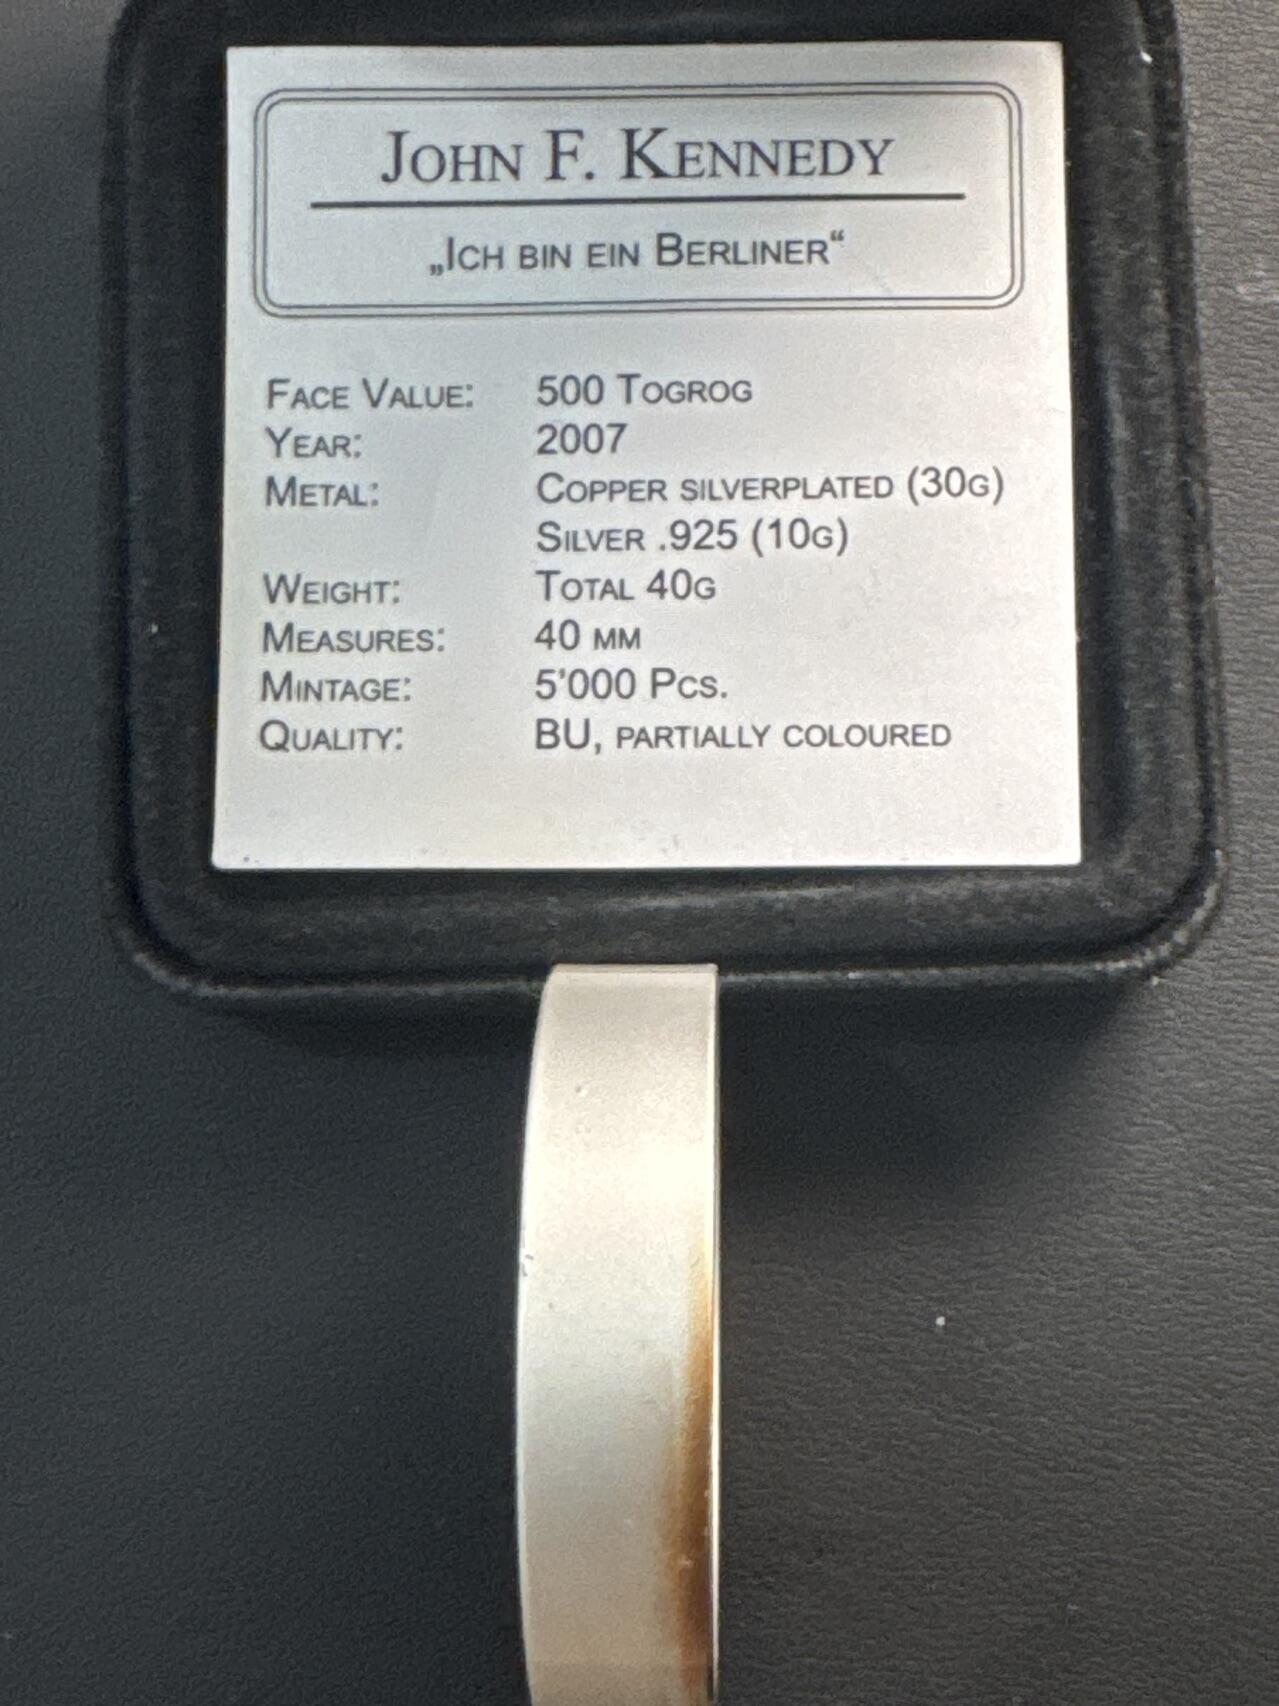 John F. Kennedy
„Ich bin ein Berliner“
Face Value: 500 Togrog
Year: 2007
Metal: Copper silverplated (30g)
Silver .925 (10g)
Weight: Total 40g
Measures: 40 mm
Mintage: 5'000 Pcs.
Quality: BU, partially coloured